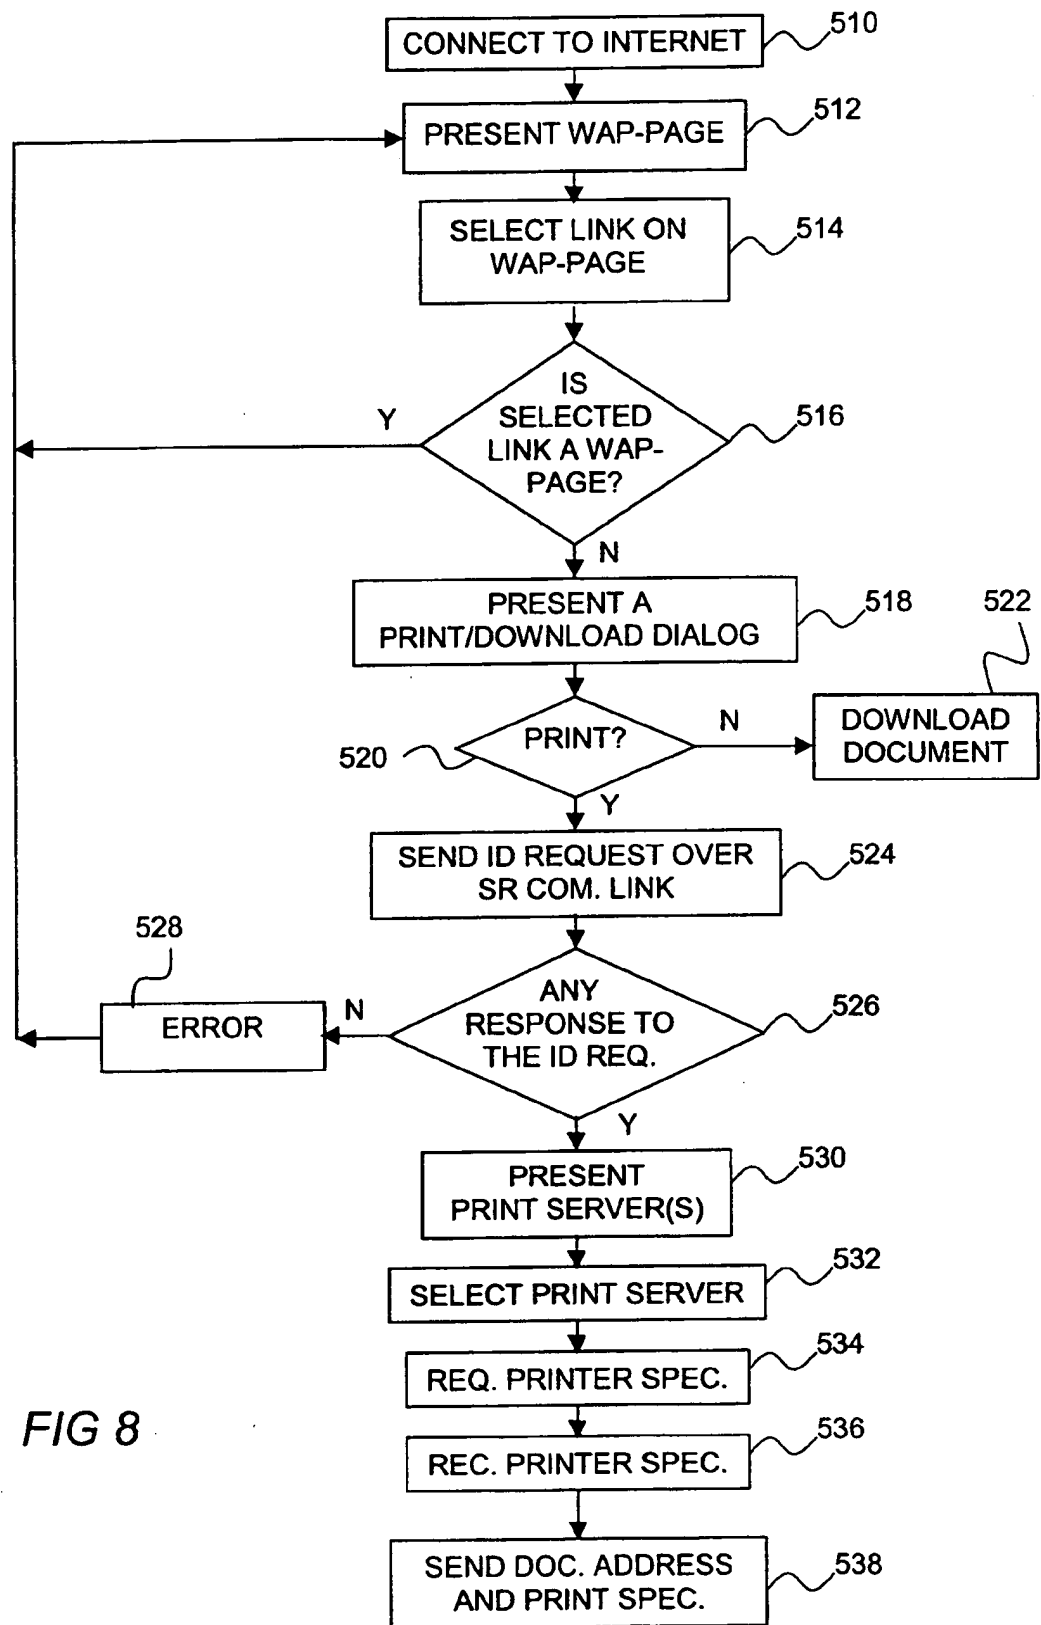 CONNECT TO INTERNET
510
PRESENT WAP-PAGE
512
SELECT LINK ON
WAP-PAGE
514
IS
SELECTED
LINK A WAP-
PAGE?
516
Y
N
PRESENT A
PRINT/DOWNLOAD DIALOG
518
522
PRINT?
520
N
DOWNLOAD
DOCUMENT
Y
SEND ID REQUEST OVER
SR COM. LINK
524
528
ERROR
N
ANY
RESPONSE TO
THE ID REQ.
526
Y
PRESENT
PRINT SERVER(S)
530
SELECT PRINT SERVER
532
REQ. PRINTER SPEC.
534
FIG 8
REC. PRINTER SPEC.
536
SEND DOC. ADDRESS
AND PRINT SPEC.
538